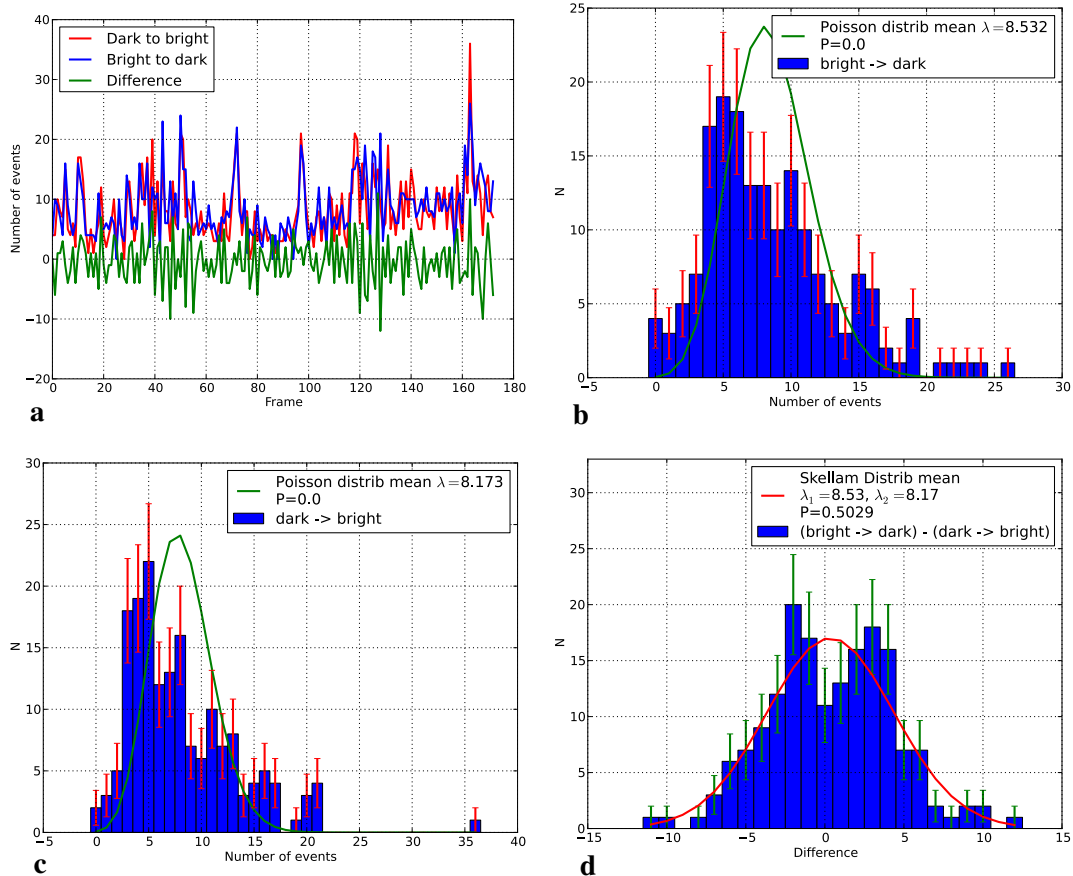 40
30
20
10
0
−10
−20
Number of events
Dark to bright
Bright to dark
Difference
0 20 40 60 80 100 120 140 160 180
Frame
a
25
20
15
10
5
0
N
Poisson distrib mean λ=8.532
P=0.0
bright -> dark
−5 0 5 10 15 20 25 30
Number of events
b
30
25
20
15
10
5
0
N
Poisson distrib mean λ=8.173
P=0.0
dark -> bright
−5 0 5 10 15 20 25 30 35 40
Number of events
c
30
25
20
15
10
5
0
N
Skellam Distrib mean
λ1=8.53, λ2=8.17
P=0.5029
(bright -> dark) - (dark -> bright)
−15 −10 −5 0 5 10 15
Difference
d